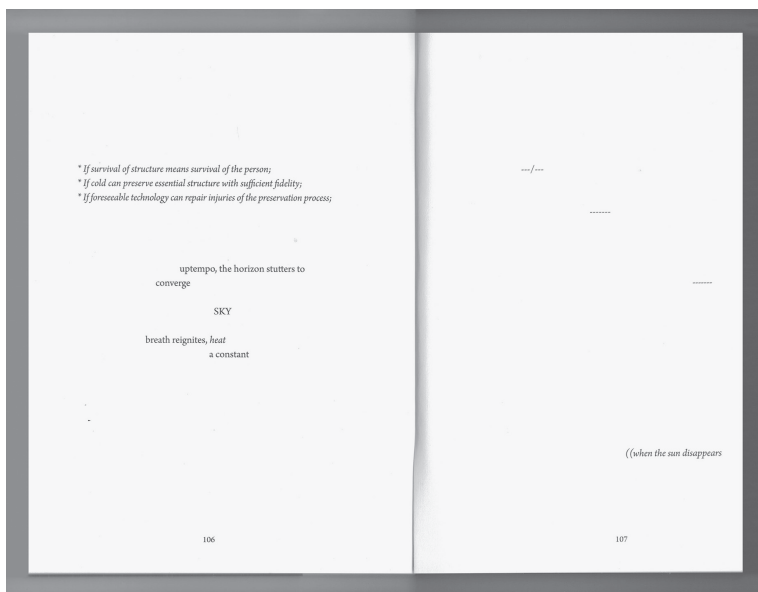 * If survival of structure means survival of the person;
* If cold can preserve essential structure with sufficient fidelity;
* If foreseeable technology can repair injuries of the preservation process;
uptempo, the horizon stutters to
converge
SKY
breath reignites, heat
a constant
-
106
---/---
-------
-------
((when the sun disappears
107